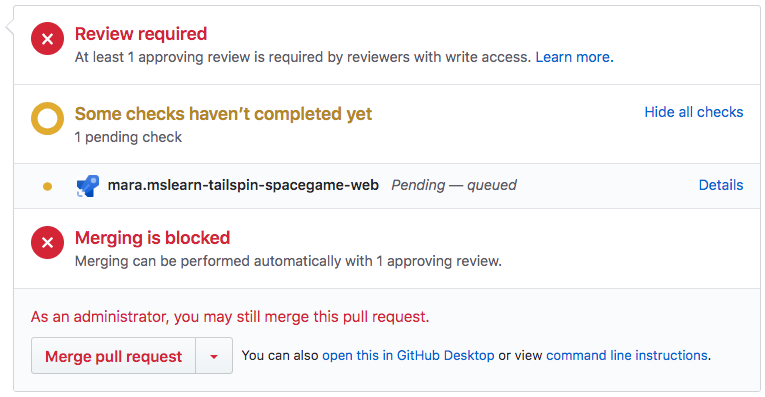 Review required
At least 1 approving review is required by reviewers with write access. Learn more.
Some checks haven’t completed yet
Hide all checks
1 pending check
mara.mslearn-tailspin-spacegame-web Pending — queued Details
Merging is blocked
Merging can be performed automatically with 1 approving review.
As an administrator, you may still merge this pull request.
Merge pull request You can also open this in GitHub Desktop or view command line instructions.